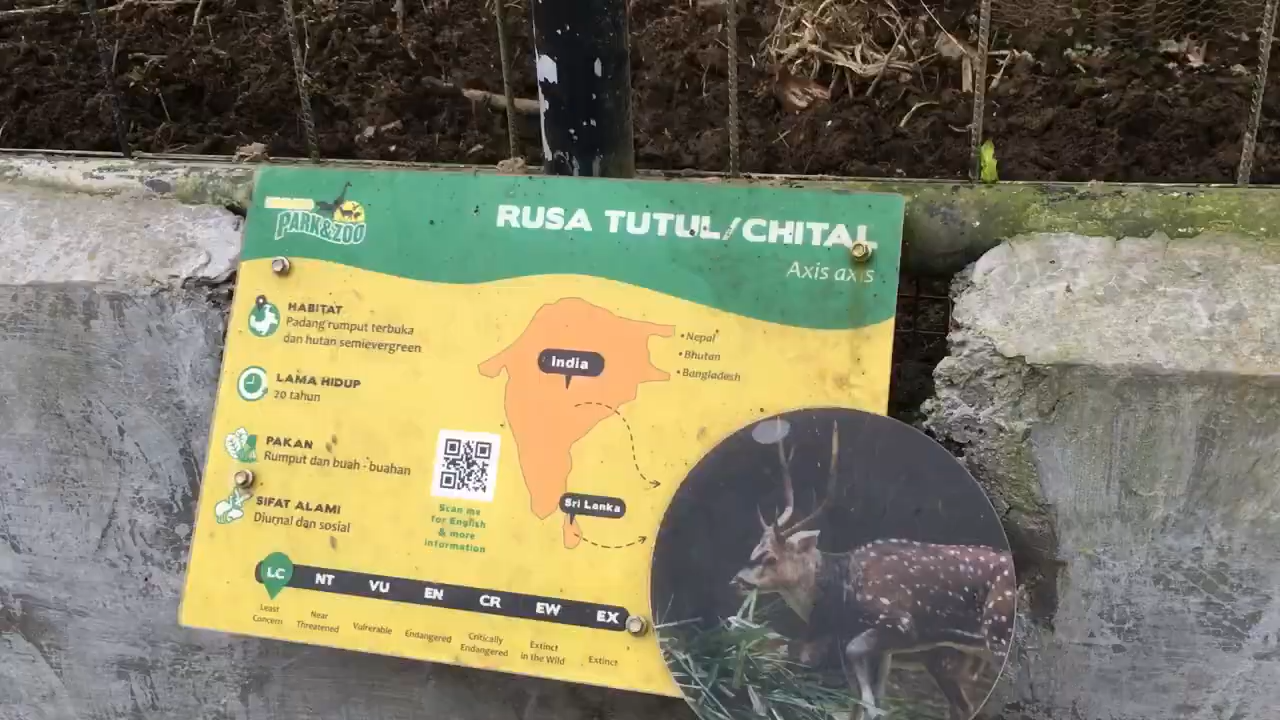 PARK&ZOO
RUSA TUTUL/CHITAL
Axis axis
HABITAT
Padang rumput terbuka
dan hutan semievergreen
LAMA HIDUP
20 tahun
PAKAN
Rumput dan buah - buahan
SIFAT ALAMI
Diurnal dan sosial
India
• Nepal
• Bhutan
• Bangladesh
Sri Lanka
Scan me
for English
& more
information
LC NT VU EN CR EW EX
Least
Concern
Near
Threatened
Vulnerable
Endangered
Critically
Endangered
Extinct
in the Wild
Extinct